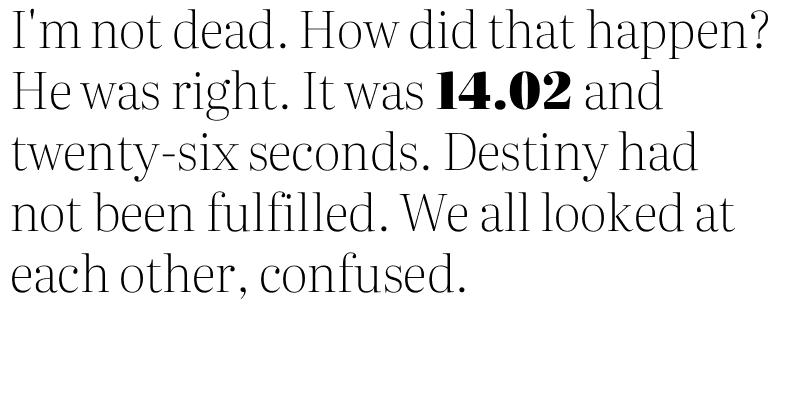 I'm not dead. How did that happen?
He was right. It was 14.02 and
twenty-six seconds. Destiny had
not been fulfilled. We all looked at
each other, confused.